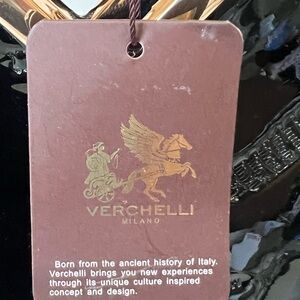 VERCHELLI
MILANO
Born from the ancient history of Italy.
Verchelli brings you new experiences
through its unique culture inspired
concept and design.